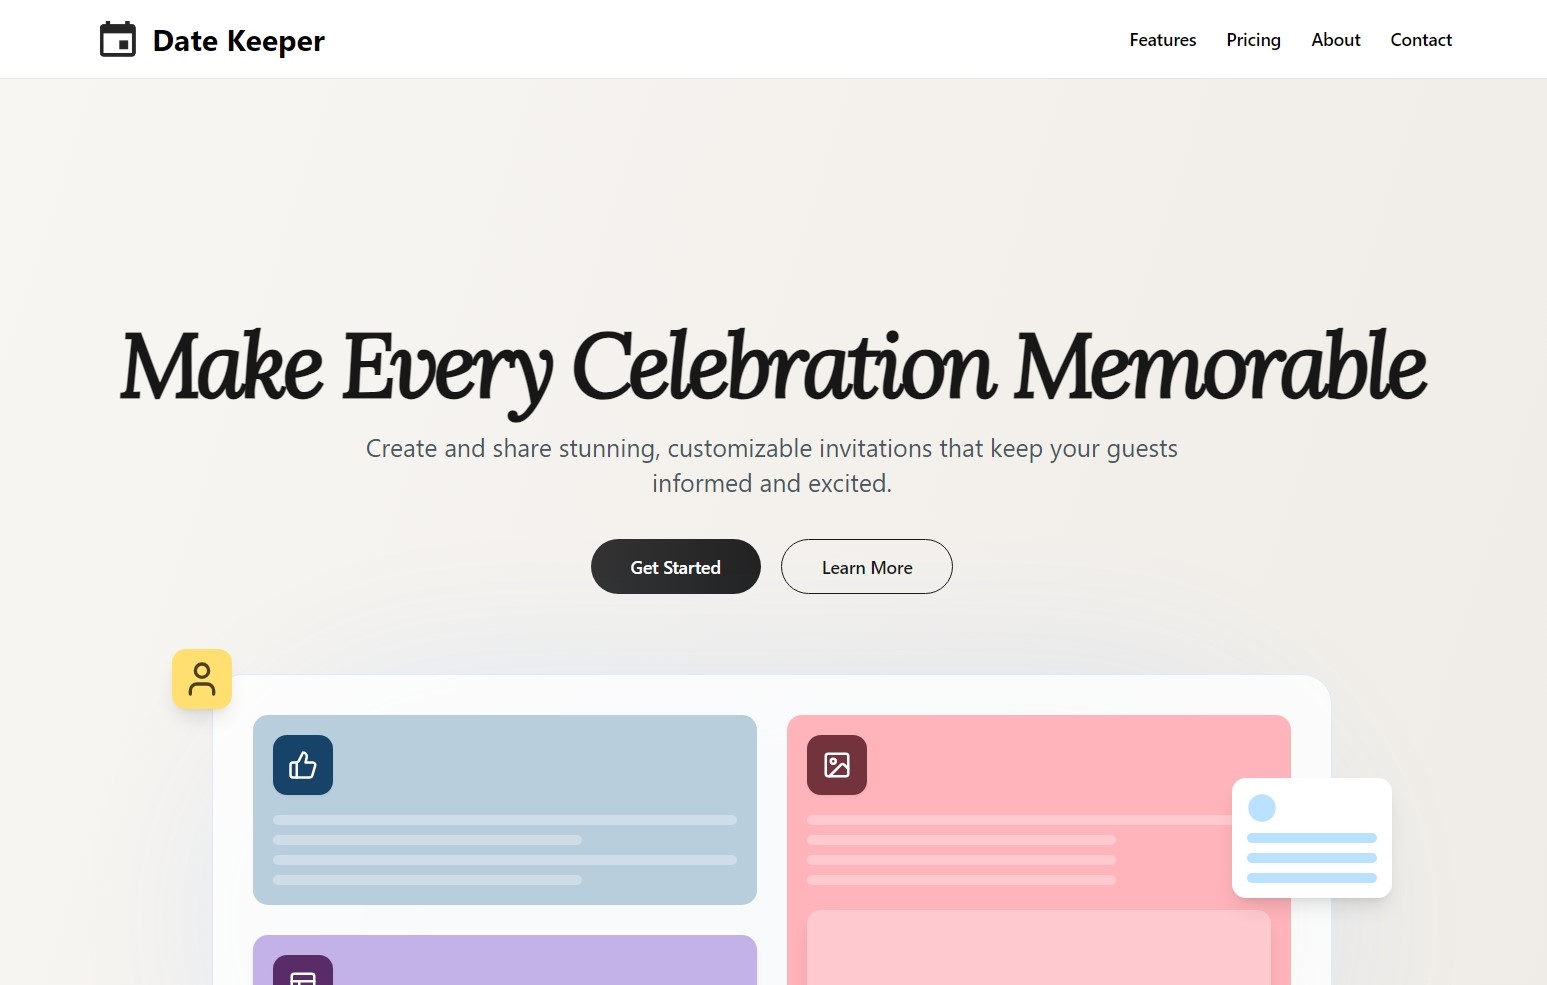 Date Keeper
Features Pricing About Contact
Make Every Celebration Memorable
Create and share stunning, customizable invitations that keep your guests
informed and excited.
Get Started Learn More